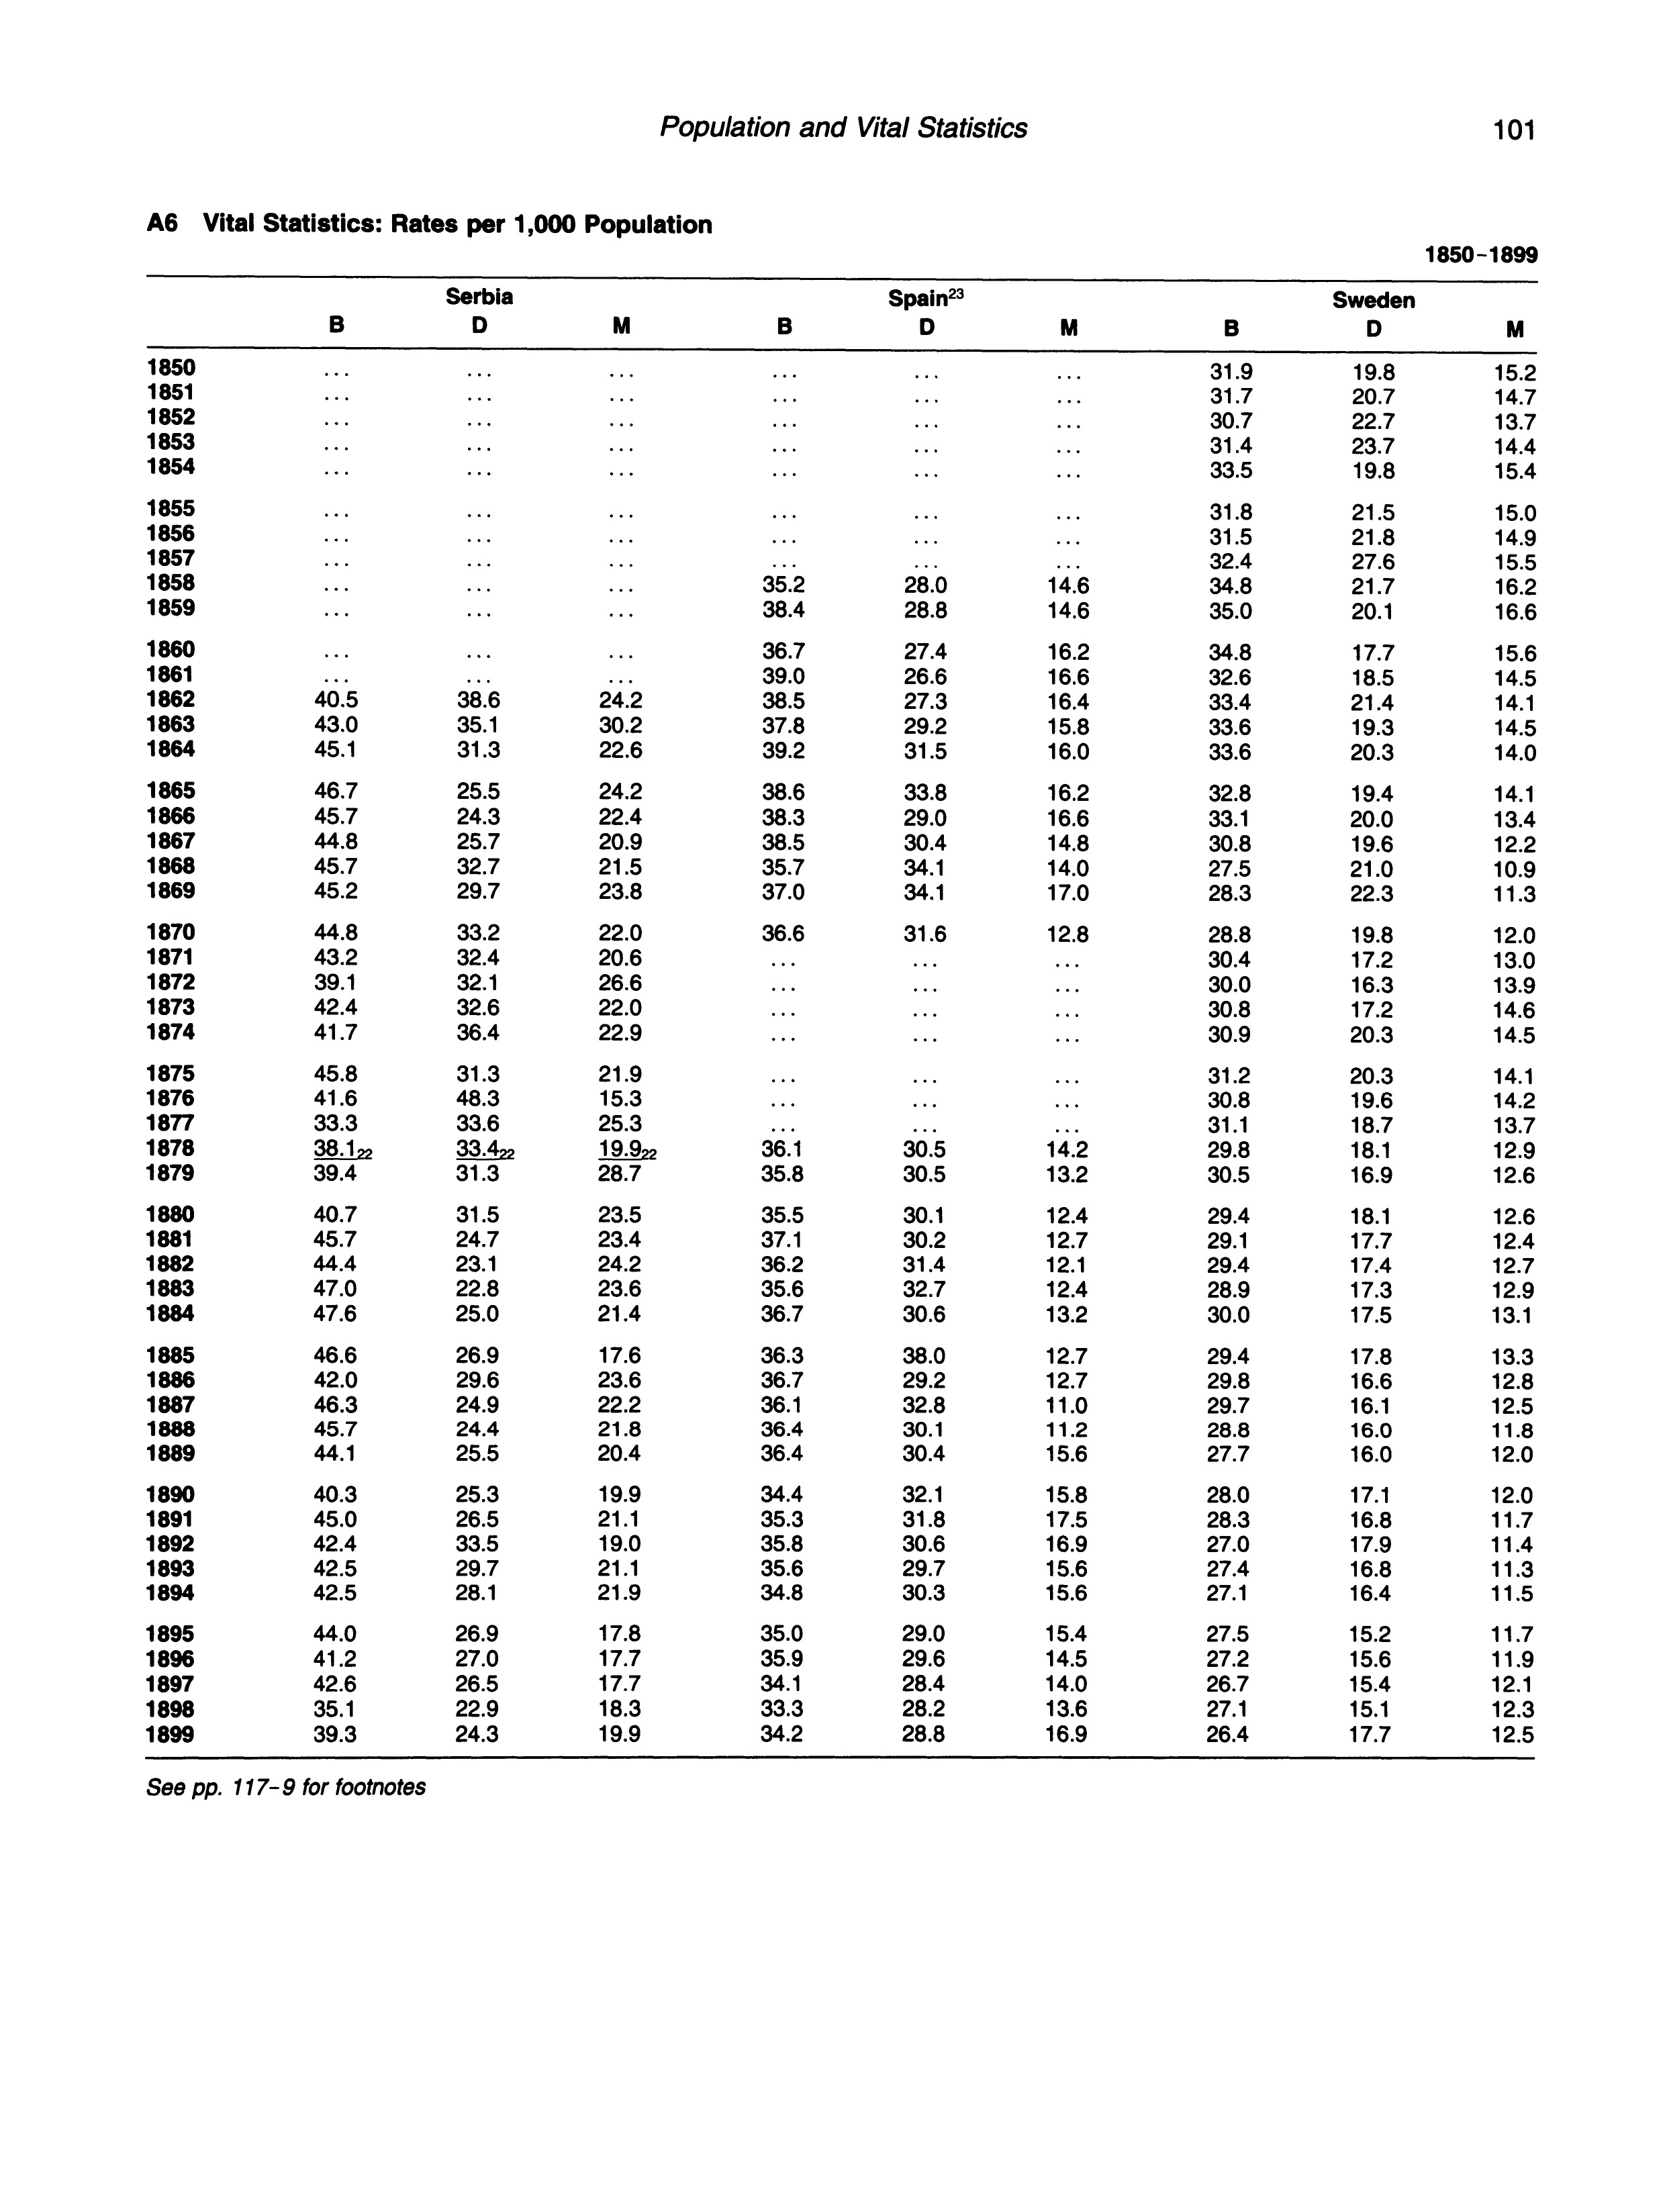 Population and Vital Statistics 101
A6 Vital Statistics: Rates per 1,000 Population
1850-1899
Serbia Spain23 Sweden
B D M B D M B D M
1850 ... ... ... ... ... ... 31.9 19.8 15.2
1851 ... ... ... ... ... ... 31.7 20.7 14.7
1852 ... ... ... ... ... ... 30.7 22.7 13.7
1853 ... ... ... ... ... ... 31.4 23.7 14.4
1854 ... ... ... ... ... ... 33.5 19.8 15.4
1855 ... ... ... ... ... ... 31.8 21.5 15.0
1856 ... ... ... ... ... ... 31.5 21.8 14.9
1857 ... ... ... ... ... ... 32.4 27.6 15.5
1858 ... ... ... 35.2 28.0 14.6 34.8 21.7 16.2
1859 ... ... ... 38.4 28.8 14.6 35.0 20.1 16.6
1860 ... ... ... 36.7 27.4 16.2 34.8 17.7 15.6
1861 ... ... ... 39.0 26.6 16.6 32.6 18.5 14.5
1862 40.5 38.6 24.2 38.5 27.3 16.4 33.4 21.4 14.1
1863 43.0 35.1 30.2 37.8 29.2 15.8 33.6 19.3 14.5
1864 45.1 31.3 22.6 39.2 31.5 16.0 33.6 20.3 14.0
1865 46.7 25.5 24.2 38.6 33.8 16.2 32.8 19.4 14.1
1866 45.7 24.3 22.4 38.3 29.0 16.6 33.1 20.0 13.4
1867 44.8 25.7 20.9 38.5 30.4 14.8 30.8 19.6 12.2
1868 45.7 32.7 21.5 35.7 34.1 14.0 27.5 21.0 10.9
1869 45.2 29.7 23.8 37.0 34.1 17.0 28.3 22.3 11.3
1870 44.8 33.2 22.0 36.6 31.6 12.8 28.8 19.8 12.0
1871 43.2 32.4 20.6 ... ... ... 30.4 17.2 13.0
1872 39.1 32.1 26.6 ... ... ... 30.0 16.3 13.9
1873 42.4 32.6 22.0 ... ... ... 30.8 17.2 14.6
1874 41.7 36.4 22.9 ... ... ... 30.9 20.3 14.5
1875 45.8 31.3 21.9 ... ... ... 31.2 20.3 14.1
1876 41.6 48.3 15.3 ... ... ... 30.8 19.6 14.2
1877 33.3 33.6 25.3 ... ... ... 31.1 18.7 13.7
1878 38.122 33.422 19.922 36.1 30.5 14.2 29.8 18.1 12.9
1879 39.4 31.3 28.7 35.8 30.5 13.2 30.5 16.9 12.6
1880 40.7 31.5 23.5 35.5 30.1 12.4 29.4 18.1 12.6
1881 45.7 24.7 23.4 37.1 30.2 12.7 29.1 17.7 12.4
1882 44.4 23.1 24.2 36.2 31.4 12.1 29.4 17.4 12.7
1883 47.0 22.8 23.6 35.6 32.7 12.4 28.9 17.3 12.9
1884 47.6 25.0 21.4 36.7 30.6 13.2 30.0 17.5 13.1
1885 46.6 26.9 17.6 36.3 38.0 12.7 29.4 17.8 13.3
1886 42.0 29.6 23.6 36.7 29.2 12.7 29.8 16.6 12.8
1887 46.3 24.9 22.2 36.1 32.8 11.0 29.7 16.1 12.5
1888 45.7 24.4 21.8 36.4 30.1 11.2 28.8 16.0 11.8
1889 44.1 25.5 20.4 36.4 30.4 15.6 27.7 16.0 12.0
1890 40.3 25.3 19.9 34.4 32.1 15.8 28.0 17.1 12.0
1891 45.0 26.5 21.1 35.3 31.8 17.5 28.3 16.8 11.7
1892 42.4 33.5 19.0 35.8 30.6 16.9 27.0 17.9 11.4
1893 42.5 29.7 21.1 35.6 29.7 15.6 27.4 16.8 11.3
1894 42.5 28.1 21.9 34.8 30.3 15.6 27.1 16.4 11.5
1895 44.0 26.9 17.8 35.0 29.0 15.4 27.5 15.2 11.7
1896 41.2 27.0 17.7 35.9 29.6 14.5 27.2 15.6 11.9
1897 42.6 26.5 17.7 34.1 28.4 14.0 26.7 15.4 12.1
1898 35.1 22.9 18.3 33.3 28.2 13.6 27.1 15.1 12.3
1899 39.3 24.3 19.9 34.2 28.8 16.9 26.4 17.7 12.5
See pp. 117-9 for footnotes